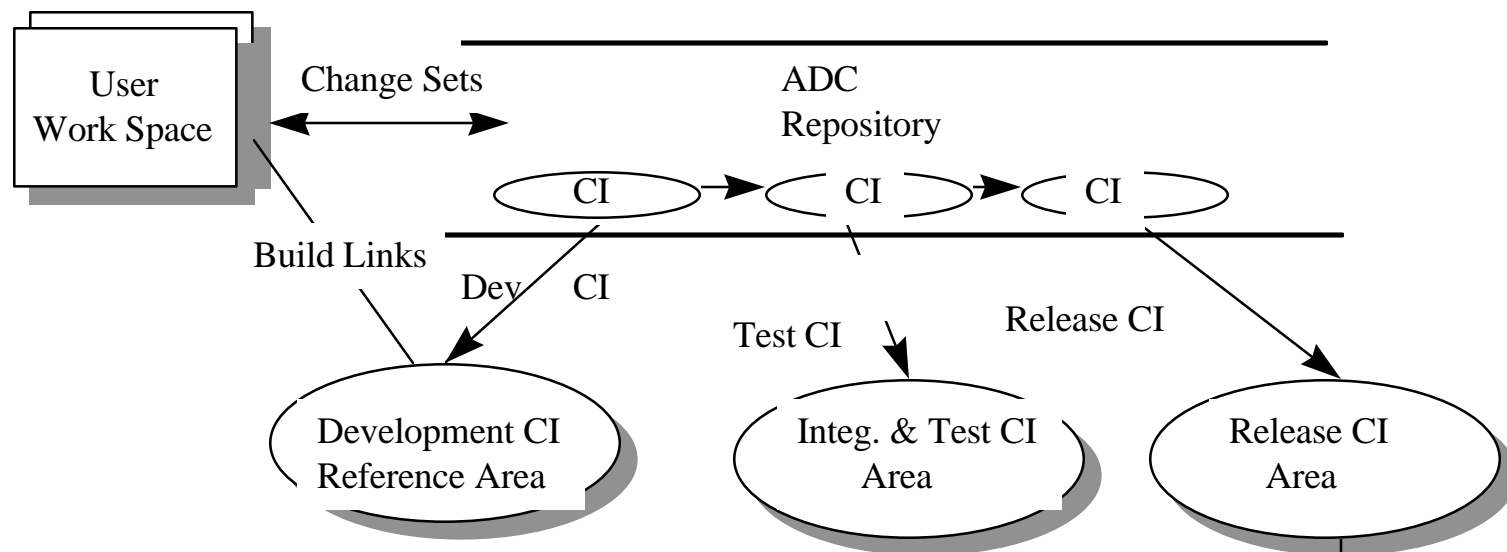 User
Work Space
Change Sets
ADC
Repository
CI
CI
CI
Build Links
Dev CI
Test CI
Release CI
Development CI
Reference Area
Integ. & Test CI
Area
Release CI
Area